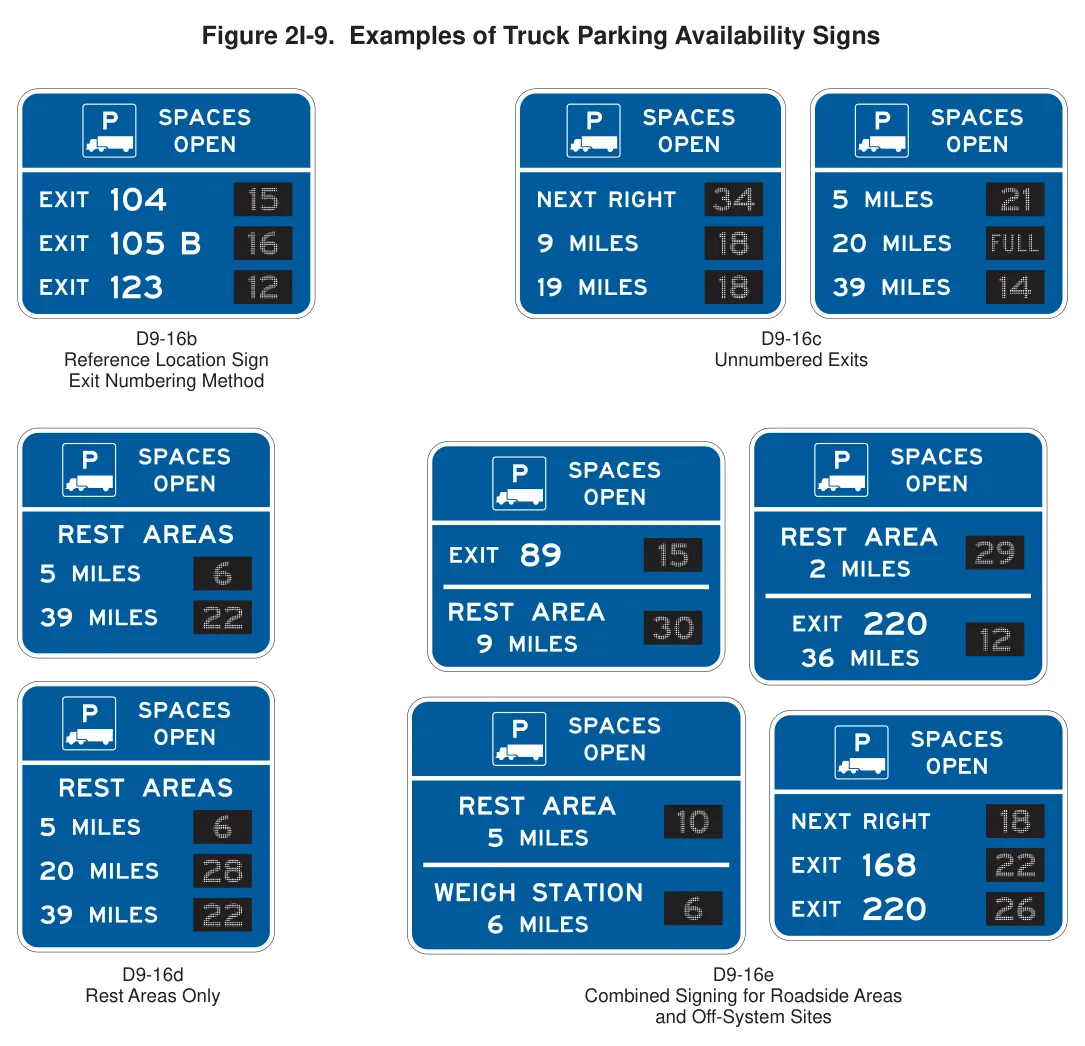 Figure 2I-9. Examples of Truck Parking Availability Signs
P SPACES
OPEN
EXIT 104 15
EXIT 105 B 16
EXIT 123 12
D9-16b
Reference Location Sign
Exit Numbering Method
P SPACES
OPEN
NEXT RIGHT 34
9 MILES 18
19 MILES 18
P SPACES
OPEN
5 MILES 21
20 MILES FULL
39 MILES 14
D9-16c
Unnumbered Exits
P SPACES
OPEN
REST AREAS
5 MILES 6
39 MILES 22
P SPACES
OPEN
REST AREAS
5 MILES 6
20 MILES 28
39 MILES 22
D9-16d
Rest Areas Only
P SPACES
OPEN
EXIT 89 15
REST AREA
9 MILES 30
P SPACES
OPEN
REST AREA
2 MILES 29
EXIT 220
36 MILES 12
P SPACES
OPEN
REST AREA
5 MILES 10
WEIGH STATION
6 MILES 6
P SPACES
OPEN
NEXT RIGHT 18
EXIT 168 22
EXIT 220 26
D9-16e
Combined Signing for Roadside Areas
and Off-System Sites